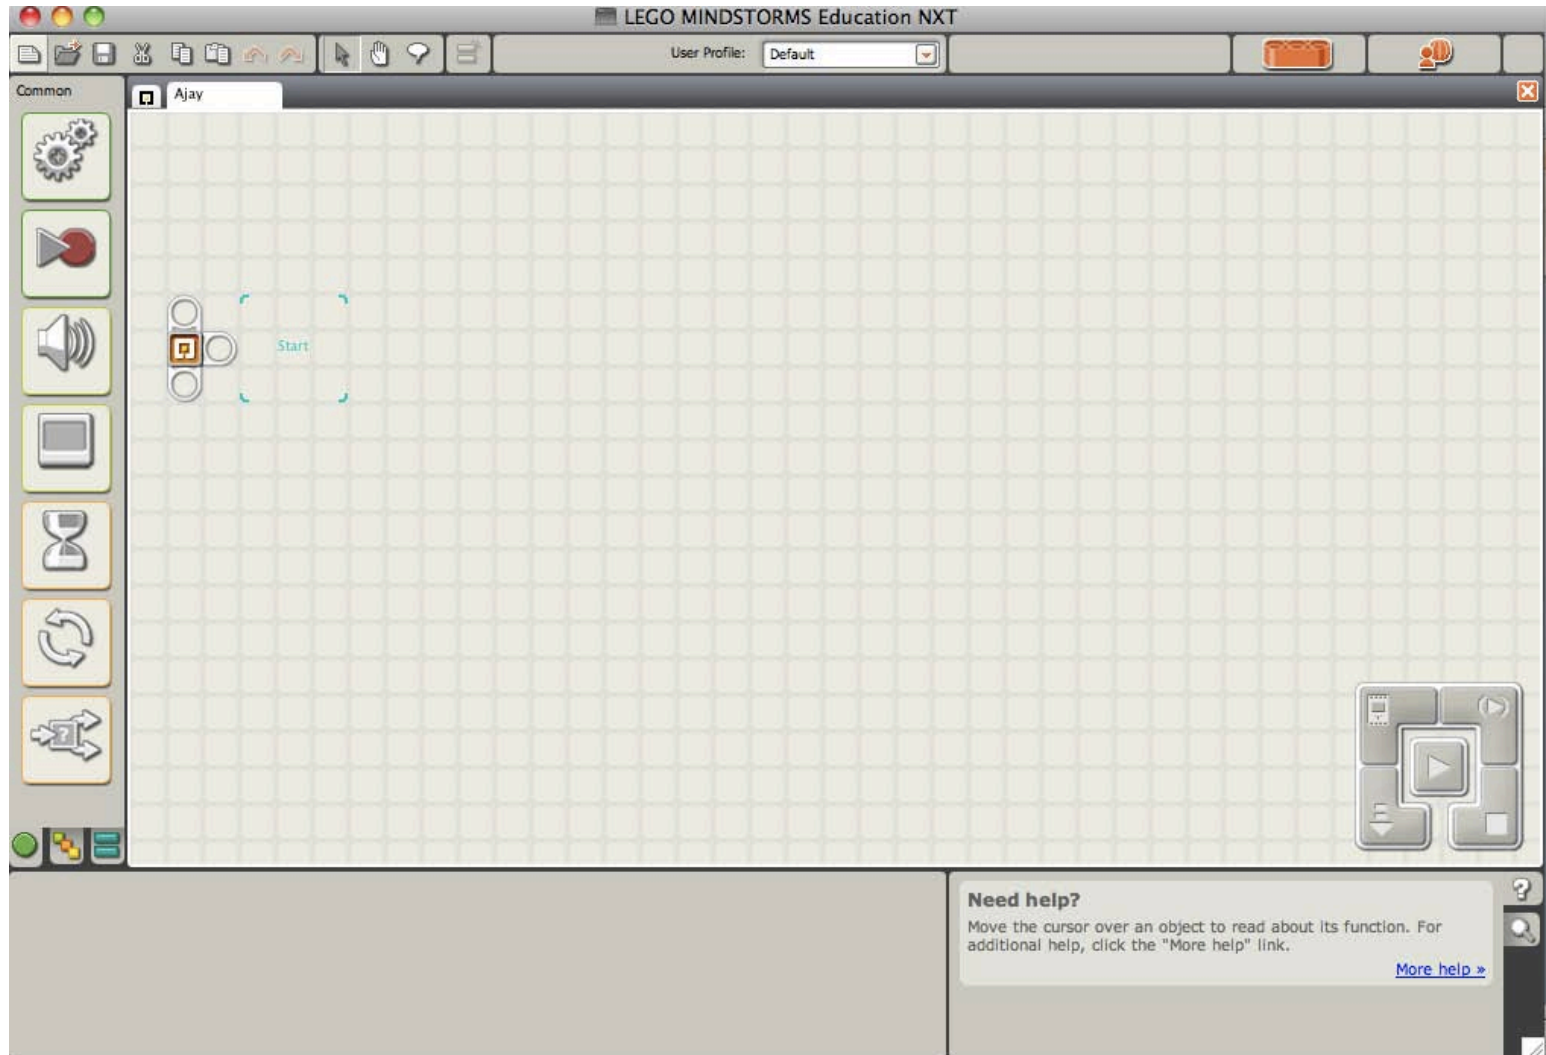 LEGO MINDSTORMS Education NXT
User Profile: Default
Common
Ajay
Start
Need help?
Move the cursor over an object to read about its function. For
additional help, click the "More help" link.
More help »